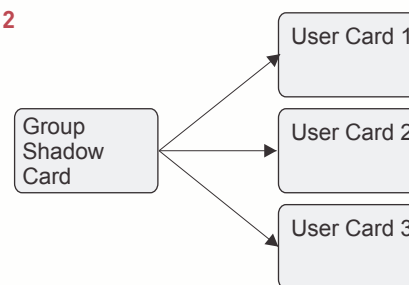 2
User Card 1
Group
Shadow
Card
User Card 2
User Card 3